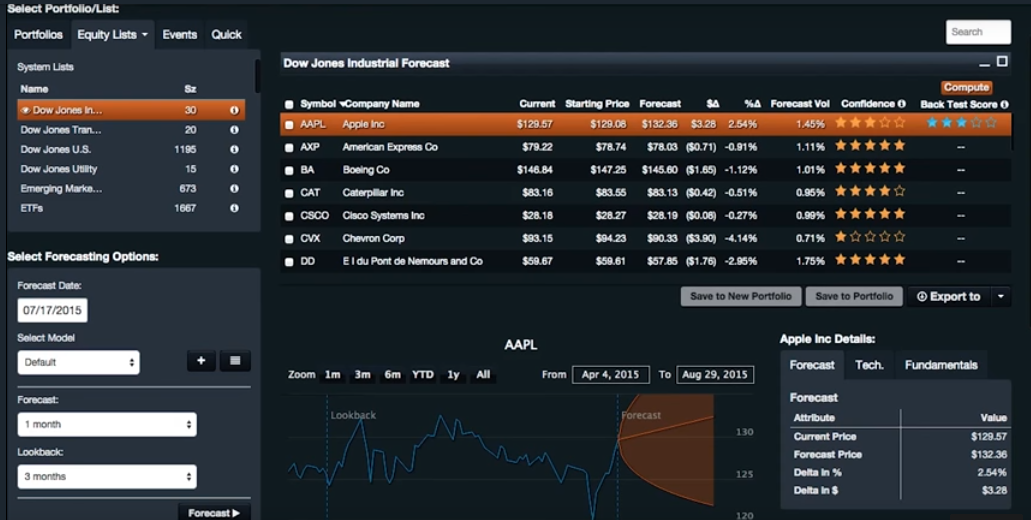 Select Portfolio/List:
Portfolios Equity Lists Events Quick
Search
System Lists
Name Sz
Dow Jones In... 30
Dow Jones Tran... 20
Dow Jones U.S. 1195
Dow Jones Utility 15
Emerging Marke... 673
ETFs 1667
Dow Jones Industrial Forecast
Compute
Symbol Company Name Current Starting Price Forecast $Δ %Δ Forecast Vol Confidence Back Test Score
AAPL Apple Inc $129.57 $129.08 $132.36 $3.28 2.54% 1.45%
AXP American Express Co $79.22 $78.74 $78.03 ($0.71) -0.91% 1.11% --
BA Boeing Co $146.84 $147.25 $145.60 ($1.65) -1.12% 1.01% --
CAT Caterpillar Inc $83.16 $83.55 $83.13 ($0.42) -0.51% 0.95% --
CSCO Cisco Systems Inc $28.18 $28.27 $28.19 ($0.08) -0.27% 0.99% --
CVX Chevron Corp $93.15 $94.23 $90.33 ($3.90) -4.14% 0.71% --
DD E I du Pont de Nemours and Co $59.67 $59.61 $57.85 ($1.76) -2.95% 1.75% --
Save to New Portfolio Save to Portfolio Export to
Select Forecasting Options:
Forecast Date:
07/17/2015
Select Model
Default +
Forecast:
1 month
Lookback:
3 months
Forecast
AAPL
Zoom 1m 3m 6m YTD 1y All From Apr 4, 2015 To Aug 29, 2015
Lookback Forecast
130
125
120
Apple Inc Details:
Forecast Tech. Fundamentals
Forecast
Attribute Value
Current Price $129.57
Forecast Price $132.36
Delta in % 2.54%
Delta in $ $3.28